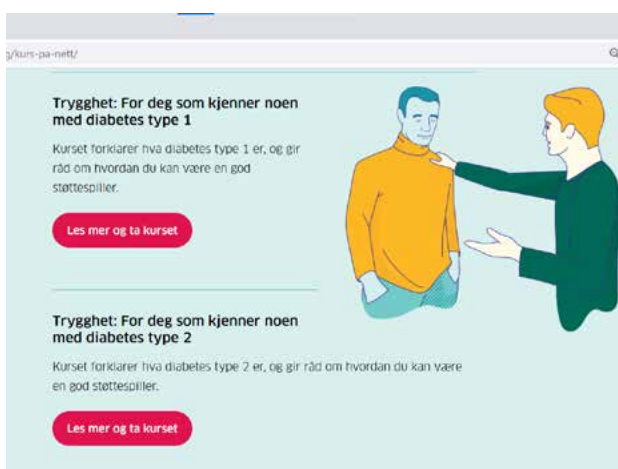 g/kurs-pa-nett/
Trygghet: For deg som kjenner noen
med diabetes type 1
Kurset forklarer hva diabetes type 1 er, og gir
råd om hvordan du kan være en god
støttespiller.
Les mer og ta kurset
Trygghet: For deg som kjenner noen
med diabetes type 2
Kurset forklarer hva diabetes type 2 er, og gir råd om hvordan du kan være
en god støttespiller.
Les mer og ta kurset